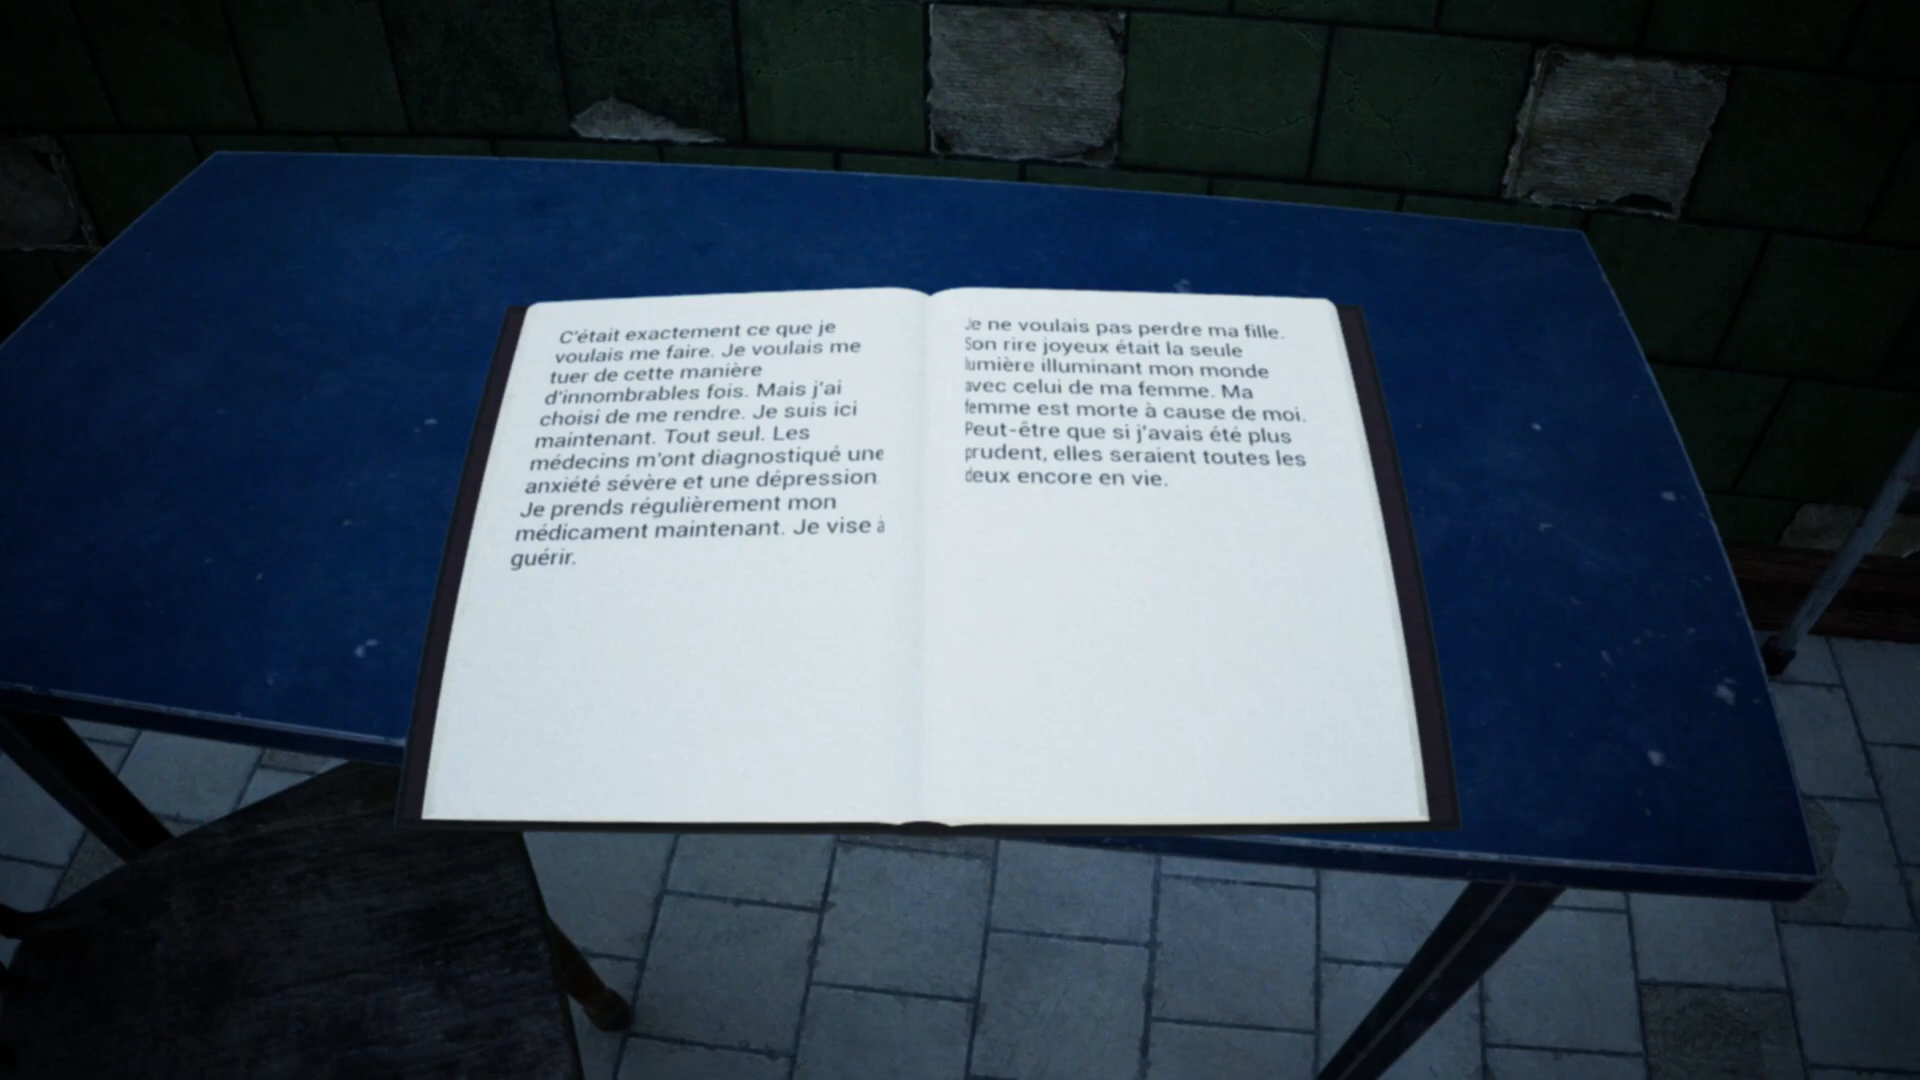 C'était exactement ce que je
voulais me faire. Je voulais me
tuer de cette manière
d'innombrables fois. Mais j'ai
choisi de me rendre. Je suis ici
maintenant. Tout seul. Les
médecins m'ont diagnostiqué une
anxiété sévère et une dépression.
Je prends régulièrement mon
médicament maintenant. Je vise à
guérir.
Je ne voulais pas perdre ma fille.
Son rire joyeux était la seule
lumière illuminant mon monde
avec celui de ma femme. Ma
femme est morte à cause de moi.
Peut-être que si j'avais été plus
prudent, elles seraient toutes les
deux encore en vie.